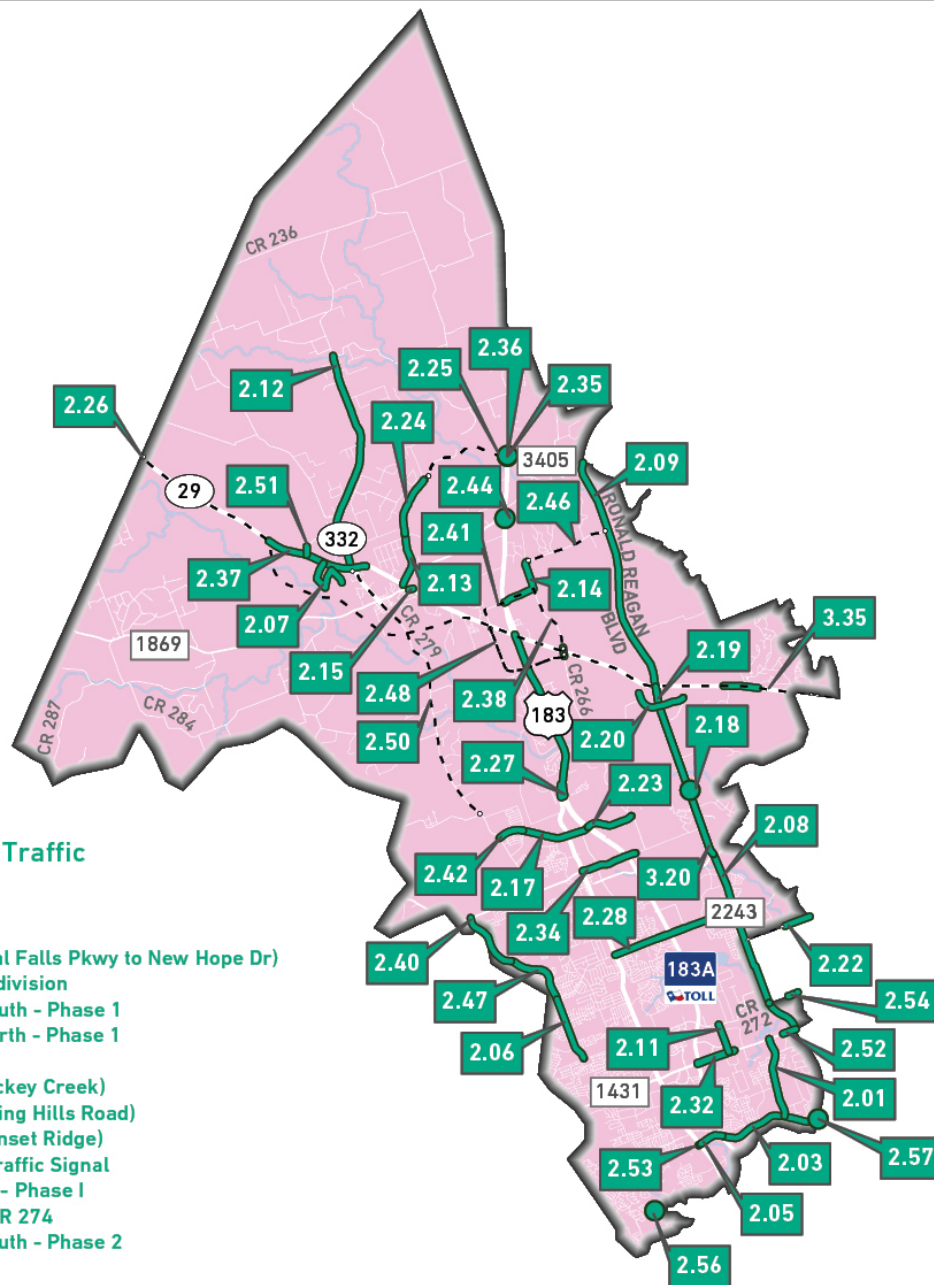 CR 236
2.36
2.25
2.35
2.12
2.26
2.24
3405
2.09
29
2.51
2.44
2.46
RONALD REAGAN
BLVD
332
2.41
2.37
2.13
2.14
2.07
CR 279
3.35
1869
2.15
2.19
2.48
2.38
CR 266
CR 284
CR 287
183
2.20
2.18
2.50
2.27
2.23
2.08
Traffic
2.42
2.17
3.20
2.34
2.28
2243
al Falls Pkwy to New Hope Dr)
2.40
183A
TOLL
2.22
division
uth - Phase 1
2.47
2.54
rth - Phase 1
CR
272
2.06
2.11
2.52
ckey Creek)
1431
2.32
2.01
ing Hills Road)
nset Ridge)
raffic Signal
2.53
2.03
2.57
- Phase I
R 274
2.05
uth - Phase 2
2.56